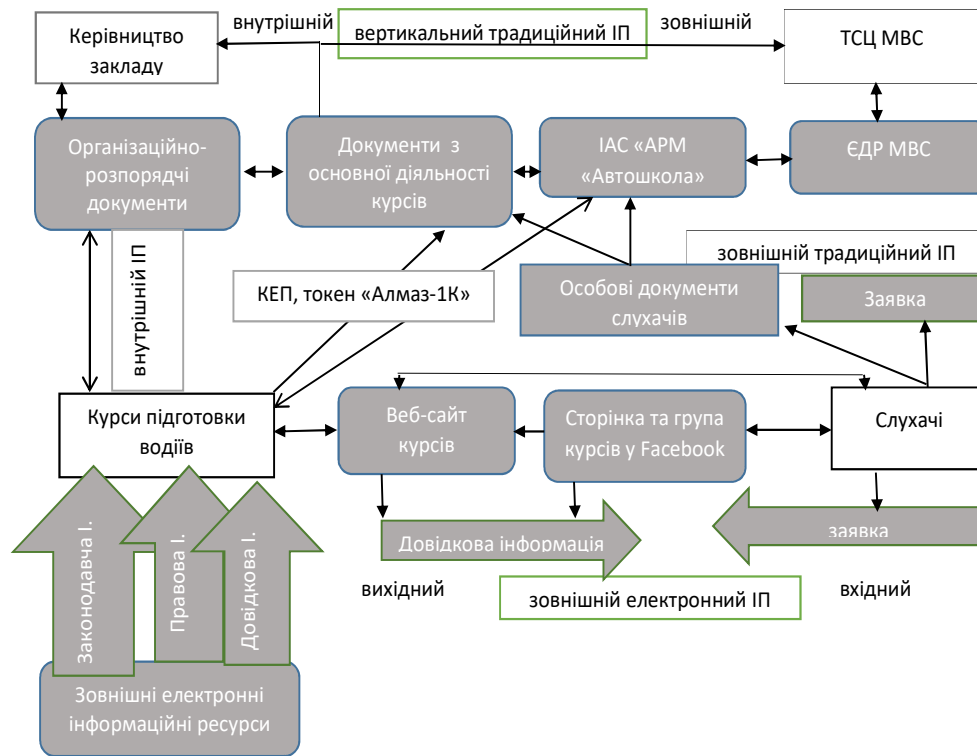 внутрішній
вертикальний традиційний ІП
зовнішній
Керівництво
закладу
ТСЦ МВС
Організаційно-
розпорядчі
документи
Документи з
основної діяльності
курсів
ІАС «АРМ
«Автошкола»
ЄДР МВС
внутрішній ІП
КЕП, токен «Алмаз-1К»
зовнішній традиційний ІП
Особові документи
слухачів
Заявка
Курси підготовки
водіїв
Веб-сайт
курсів
Сторінка та група
курсів у Facebook
Слухачі
Законодавча І.
Правова І.
Довідкова І.
Довідкова інформація
заявка
вихідний
зовнішній електронний ІП
вхідний
Зовнішні електронні
інформаційні ресурси